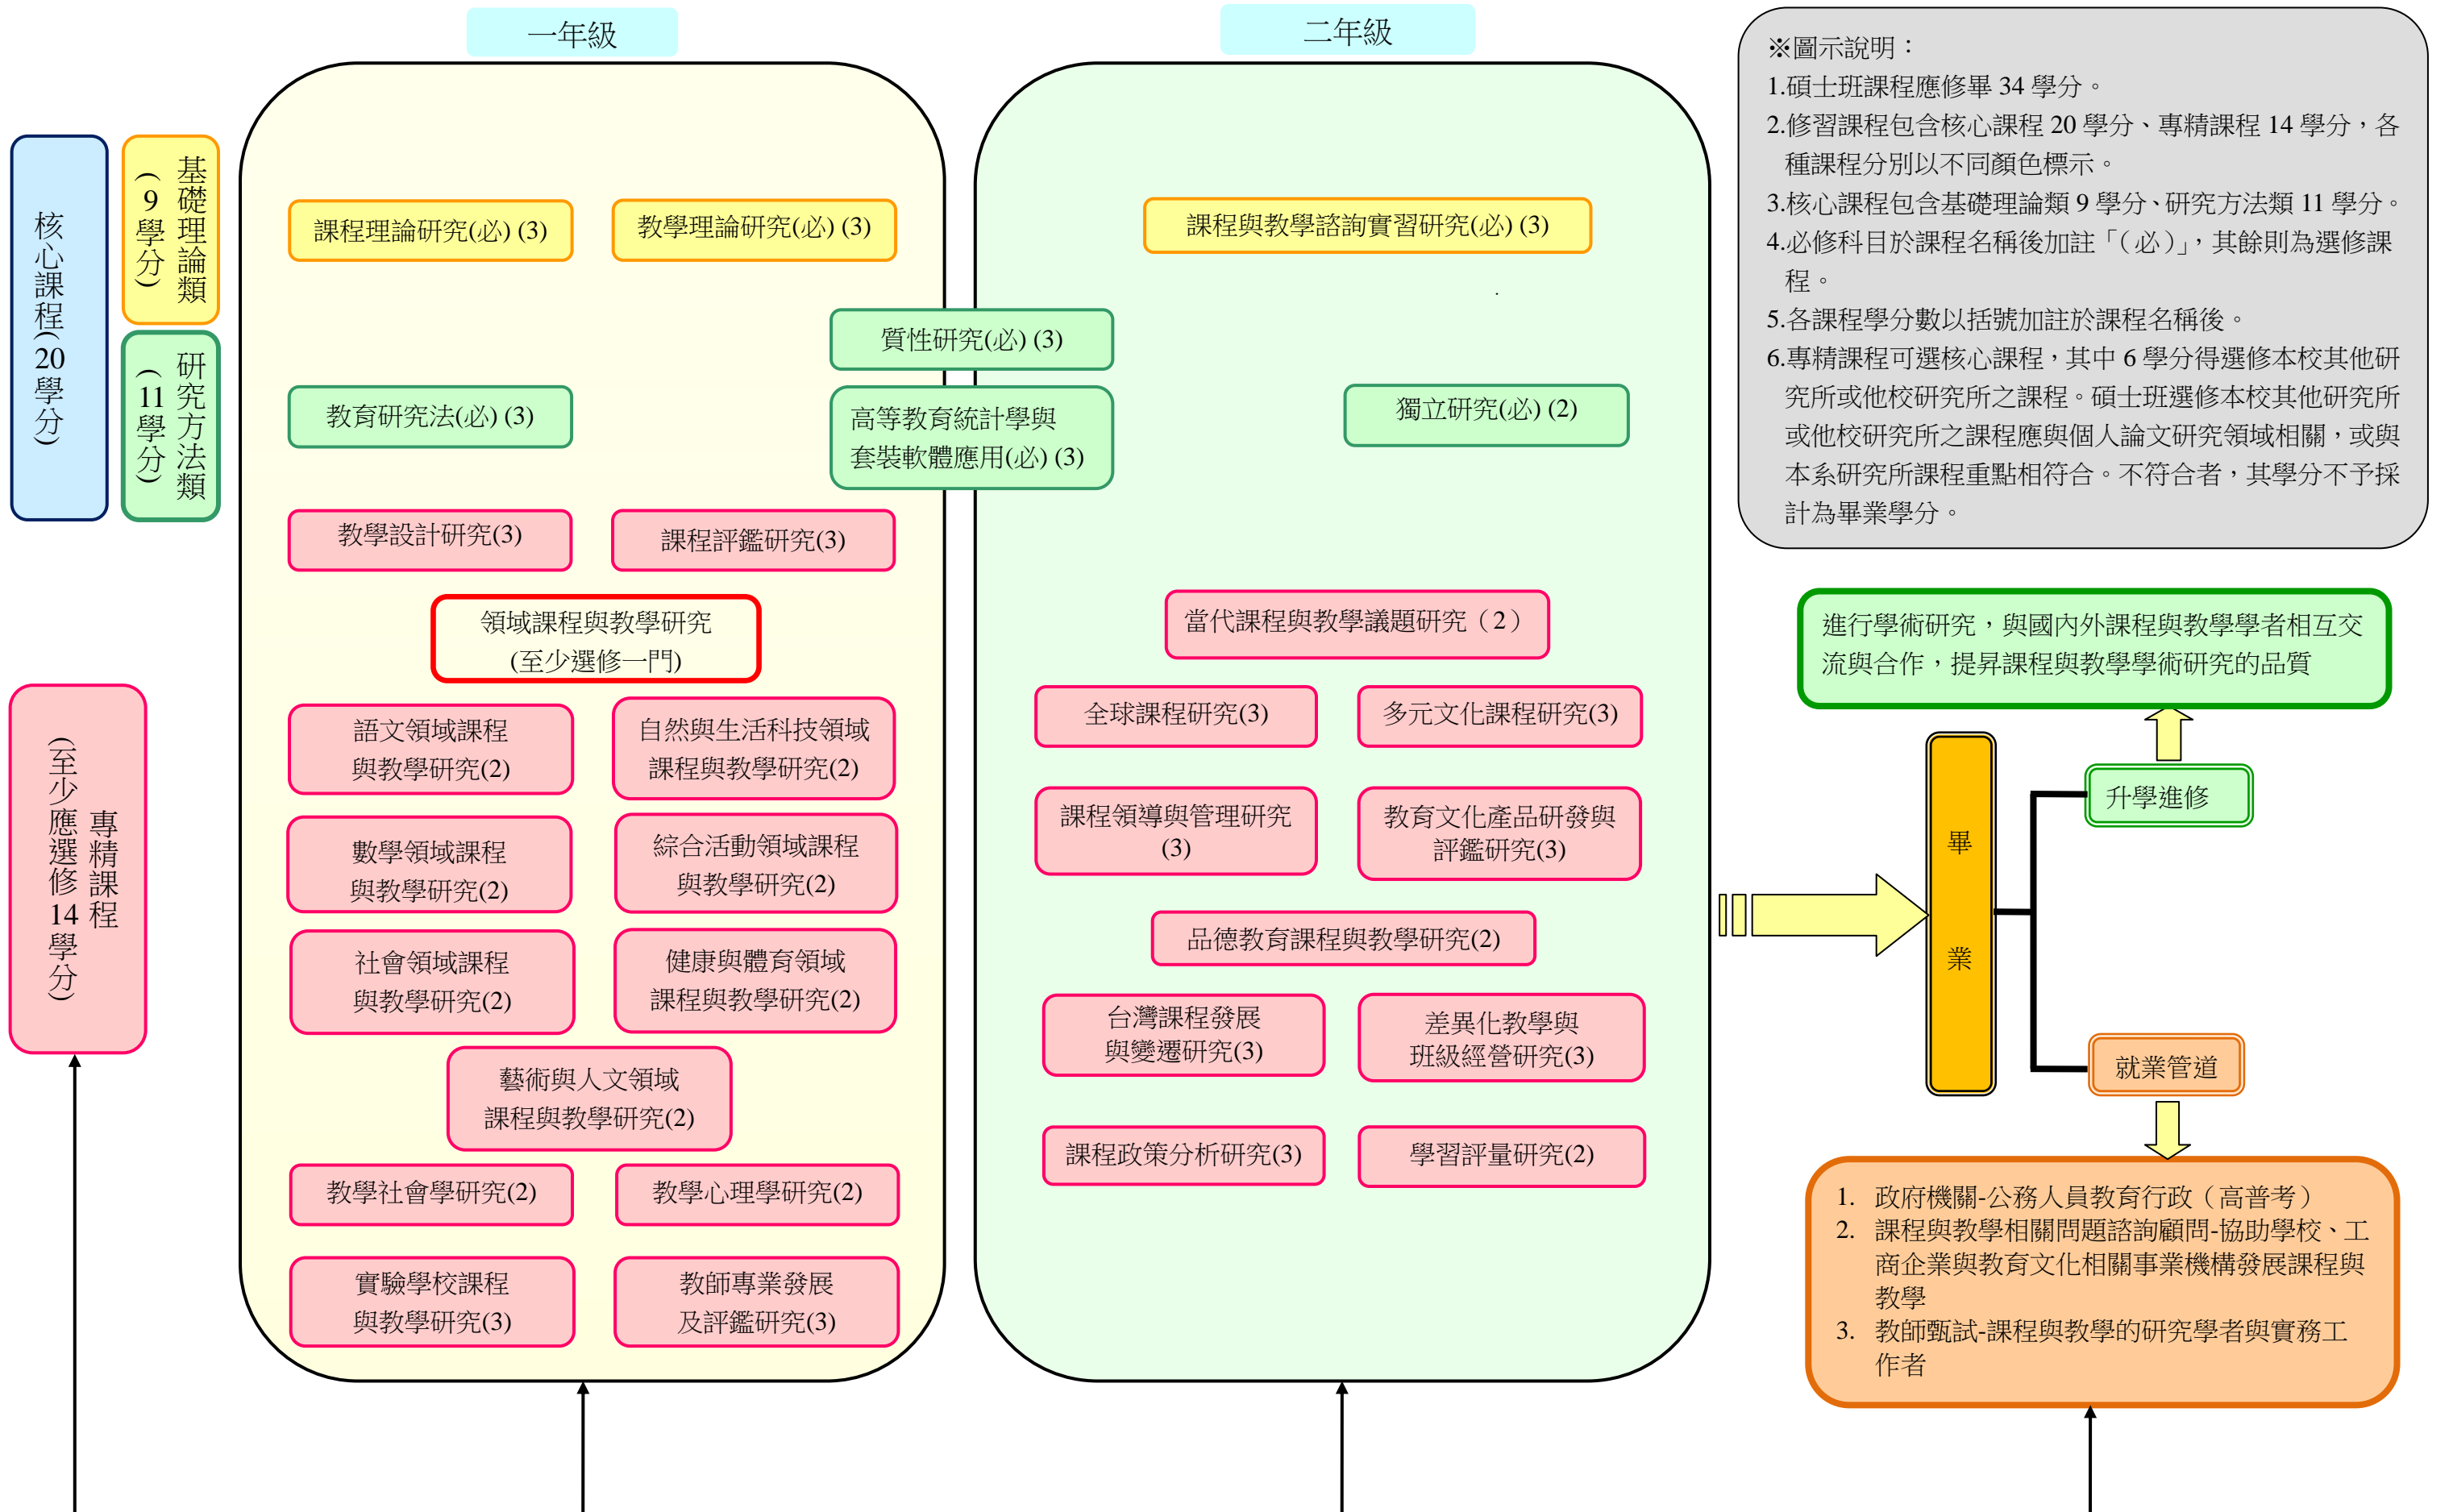 一年級
二年級
※圖示說明：
1.碩士班課程應修畢 34 學分。
2.修習課程包含核心課程 20 學分、專精課程 14 學分，各
種課程分別以不同顏色標示。
3.核心課程包含基礎理論類 9 學分、研究方法類 11 學分。
4.必修科目於課程名稱後加註「（必）」，其餘則為選修課
程。
5.各課程學分數以括號加註於課程名稱後。
6.專精課程可選核心課程，其中 6 學分得選修本校其他研
究所或他校研究所之課程。碩士班選修本校其他研究所
或他校研究所之課程應與個人論文研究領域相關，或與
本系研究所課程重點相符合。不符合者，其學分不予採
計為畢業學分。
核心課程(20學分)
基礎理論類
(9學分)
研究方法類
(11學分)
專精課程
(至少應選修14學分)
課程理論研究(必) (3)
教學理論研究(必) (3)
課程與教學諮詢實習研究(必) (3)
質性研究(必) (3)
教育研究法(必) (3)
高等教育統計學與
套裝軟體應用(必) (3)
獨立研究(必) (2)
教學設計研究(3)
課程評鑑研究(3)
領域課程與教學研究
(至少選修一門)
語文領域課程
與教學研究(2)
自然與生活科技領域
課程與教學研究(2)
數學領域課程
與教學研究(2)
綜合活動領域課程
與教學研究(2)
社會領域課程
與教學研究(2)
健康與體育領域
課程與教學研究(2)
藝術與人文領域
課程與教學研究(2)
教學社會學研究(2)
教學心理學研究(2)
實驗學校課程
與教學研究(3)
教師專業發展
及評鑑研究(3)
當代課程與教學議題研究（2）
全球課程研究(3)
多元文化課程研究(3)
課程領導與管理研究
(3)
教育文化產品研發與
評鑑研究(3)
品德教育課程與教學研究(2)
台灣課程發展
與變遷研究(3)
差異化教學與
班級經營研究(3)
課程政策分析研究(3)
學習評量研究(2)
進行學術研究，與國內外課程與教學學者相互交
流與合作，提昇課程與教學學術研究的品質
升學進修
畢業
就業管道
1. 政府機關-公務人員教育行政（高普考）
2. 課程與教學相關問題諮詢顧問-協助學校、工
商企業與教育文化相關事業機構發展課程與
教學
3. 教師甄試-課程與教學的研究學者與實務工
作者